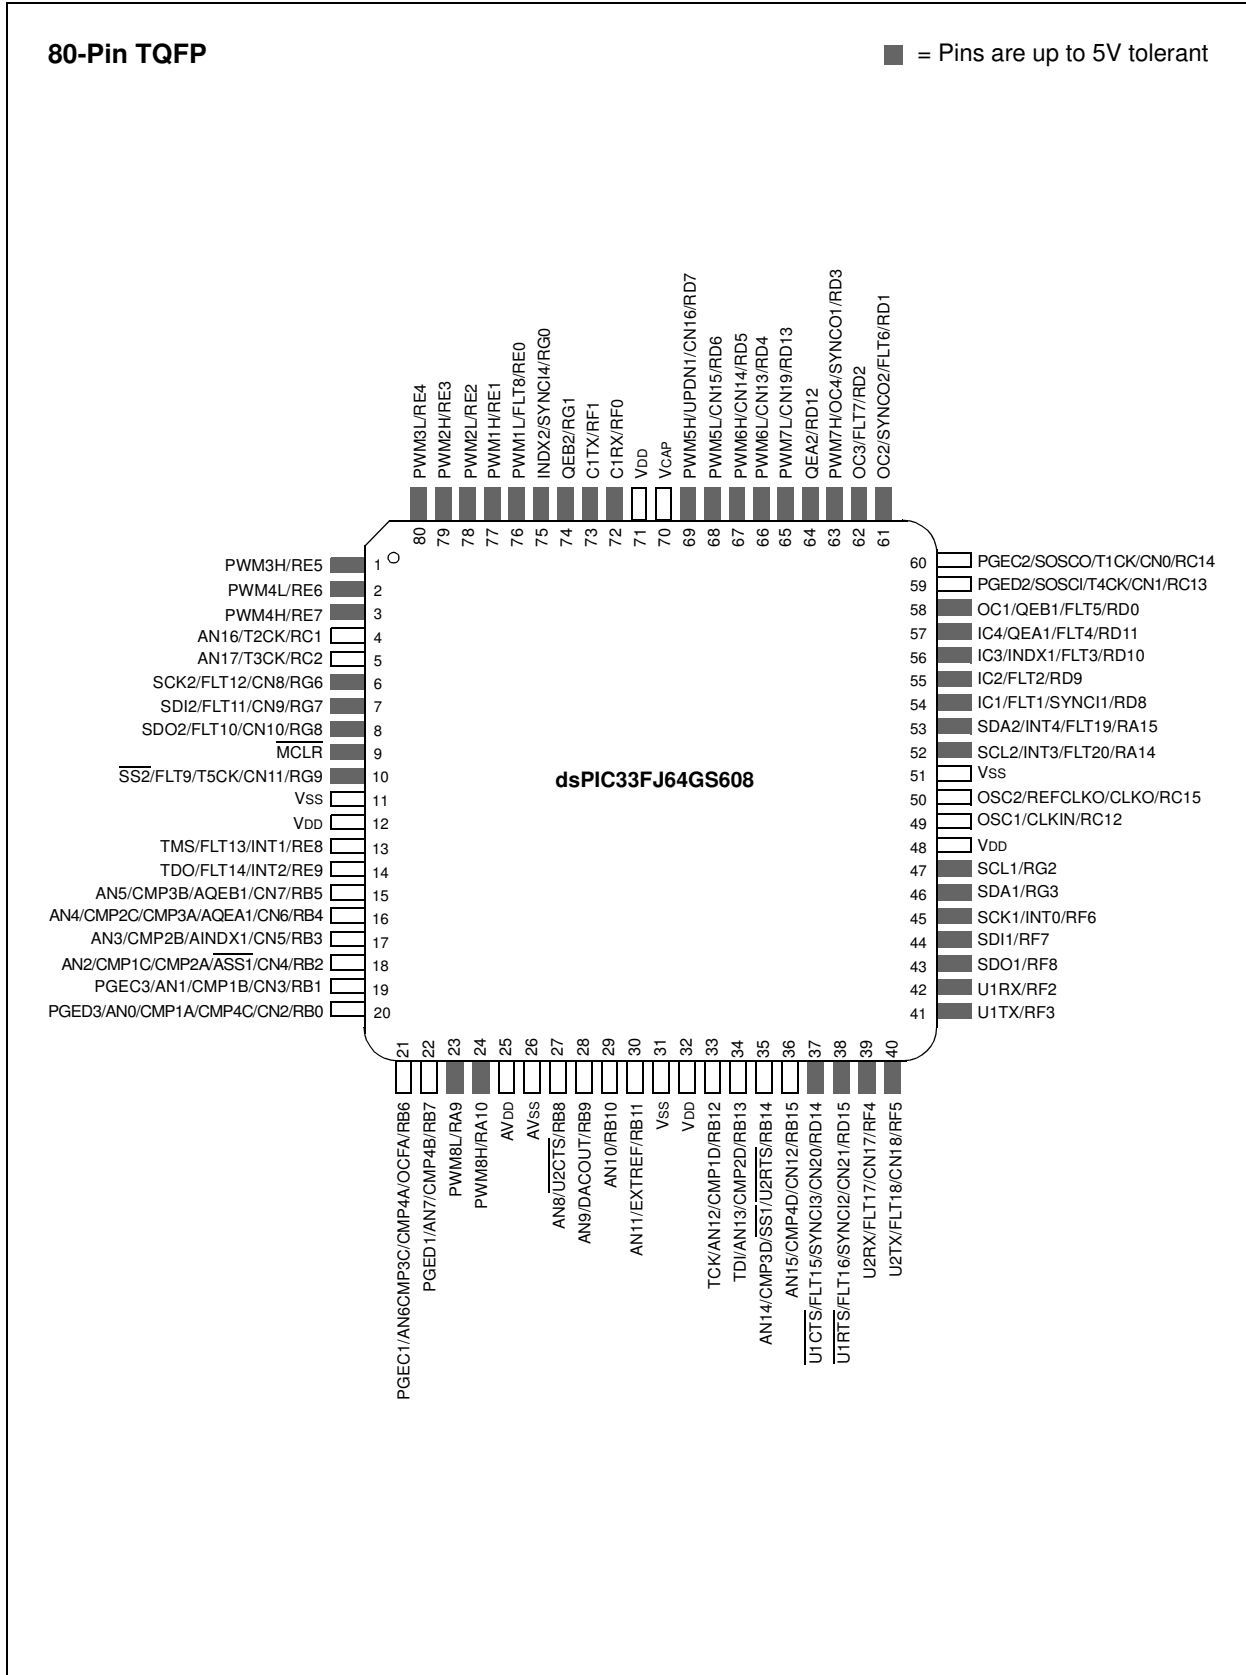 80-Pin TQFP
= Pins are up to 5V tolerant
PWM3L/RE4
PWM2H/RE3
PWM2L/RE2
PWM1H/RE1
PWM1L/FLT8/RE0
INDX2/SYNCI4/RG0
QEB2/RG1
C1TX/RF1
C1RX/RF0
VDD
VCAP
PWM5H/UPDN1/CN16/RD7
PWM5L/CN15/RD6
PWM6H/CN14/RD5
PWM6L/CN13/RD4
PWM7L/CN19/RD13
QEA2/RD12
PWM7H/OC4/SYNCO1/RD3
OC3/FLT7/RD2
OC2/SYNCO2/FLT6/RD1
80
79
78
77
76
75
74
73
72
71
70
69
68
67
66
65
64
63
62
61
PWM3H/RE5 1
PWM4L/RE6 2
PWM4H/RE7 3
AN16/T2CK/RC1 4
AN17/T3CK/RC2 5
SCK2/FLT12/CN8/RG6 6
SDI2/FLT11/CN9/RG7 7
SDO2/FLT10/CN10/RG8 8
MCLR 9
SS2/FLT9/T5CK/CN11/RG9 10
VSS 11
VDD 12
TMS/FLT13/INT1/RE8 13
TDO/FLT14/INT2/RE9 14
AN5/CMP3B/AQEB1/CN7/RB5 15
AN4/CMP2C/CMP3A/AQEA1/CN6/RB4 16
AN3/CMP2B/AINDX1/CN5/RB3 17
AN2/CMP1C/CMP2A/ASS1/CN4/RB2 18
PGEC3/AN1/CMP1B/CN3/RB1 19
PGED3/AN0/CMP1A/CMP4C/CN2/RB0 20
dsPIC33FJ64GS608
60 PGEC2/SOSCO/T1CK/CN0/RC14
59 PGED2/SOSCI/T4CK/CN1/RC13
58 OC1/QEB1/FLT5/RD0
57 IC4/QEA1/FLT4/RD11
56 IC3/INDX1/FLT3/RD10
55 IC2/FLT2/RD9
54 IC1/FLT1/SYNCI1/RD8
53 SDA2/INT4/FLT19/RA15
52 SCL2/INT3/FLT20/RA14
51 VSS
50 OSC2/REFCLKO/CLKO/RC15
49 OSC1/CLKIN/RC12
48 VDD
47 SCL1/RG2
46 SDA1/RG3
45 SCK1/INT0/RF6
44 SDI1/RF7
43 SDO1/RF8
42 U1RX/RF2
41 U1TX/RF3
21
22
23
24
25
26
27
28
29
30
31
32
33
34
35
36
37
38
39
40
PGEC1/AN6CMP3C/CMP4A/OCFA/RB6
PGED1/AN7/CMP4B/RB7
PWM8L/RA9
PWM8H/RA10
AVDD
AVSS
AN8/U2CTS/RB8
AN9/DACOUT/RB9
AN10/RB10
AN11/EXTREF/RB11
VSS
VDD
TCK/AN12/CMP1D/RB12
TDI/AN13/CMP2D/RB13
AN14/CMP3D/SS1/U2RTS/RB14
AN15/CMP4D/CN12/RB15
U1CTS/FLT15/SYNCI3/CN20/RD14
U1RTS/FLT16/SYNCI2/CN21/RD15
U2RX/FLT17/CN17/RF4
U2TX/FLT18/CN18/RF5